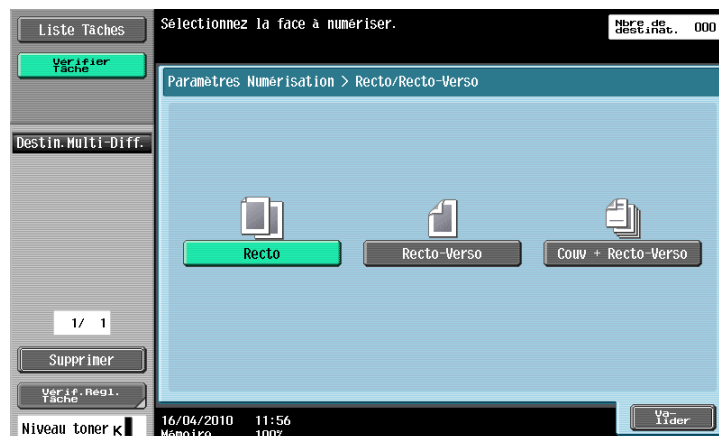 Liste Tâches
Sélectionnez la face à numériser.
Nbre de
destinat.
000
Vérifier
Tâche
Paramètres Numérisation > Recto/Recto-Verso
Destin.Multi-Diff.
Recto
Recto-Verso
Couv + Recto-Verso
1/ 1
Supprimer
Vérif.Régl.
Tâche
Niveau toner K
16/04/2010 11:56
Mémoire 100%
Va-
lider